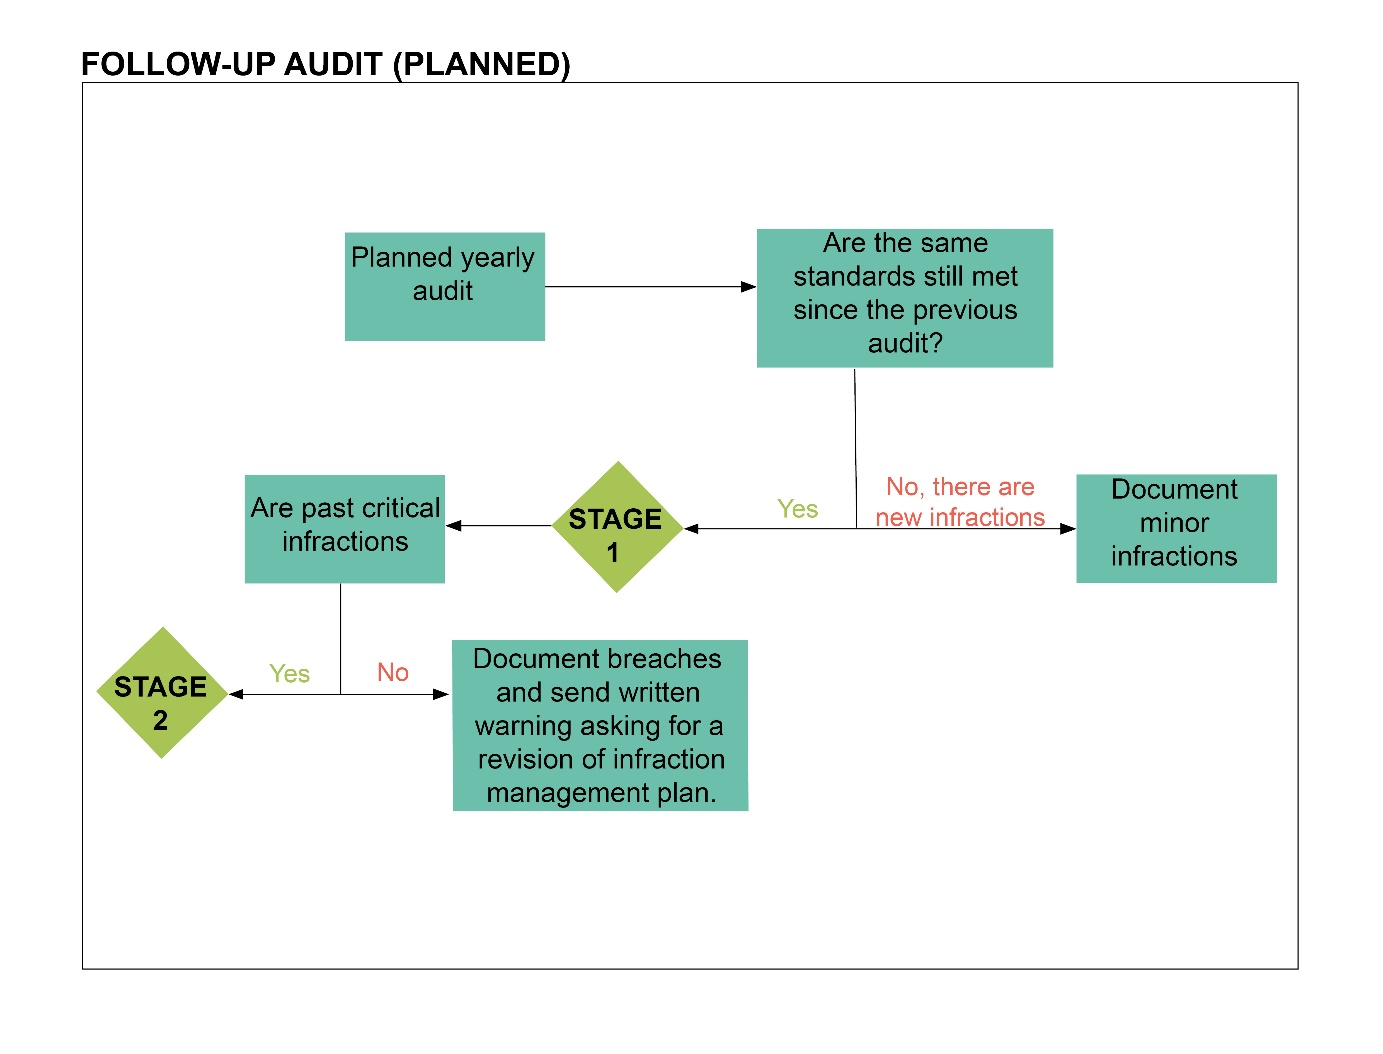 FOLLOW-UP AUDIT (PLANNED)
Planned yearly
audit
Are the same
standards still met
since the previous
audit?
Are past critical
infractions
STAGE
1
Yes
No, there are
new infractions
Document
minor
infractions
STAGE
2
Yes
No
Document breaches
and send written
warning asking for a
revision of infraction
management plan.